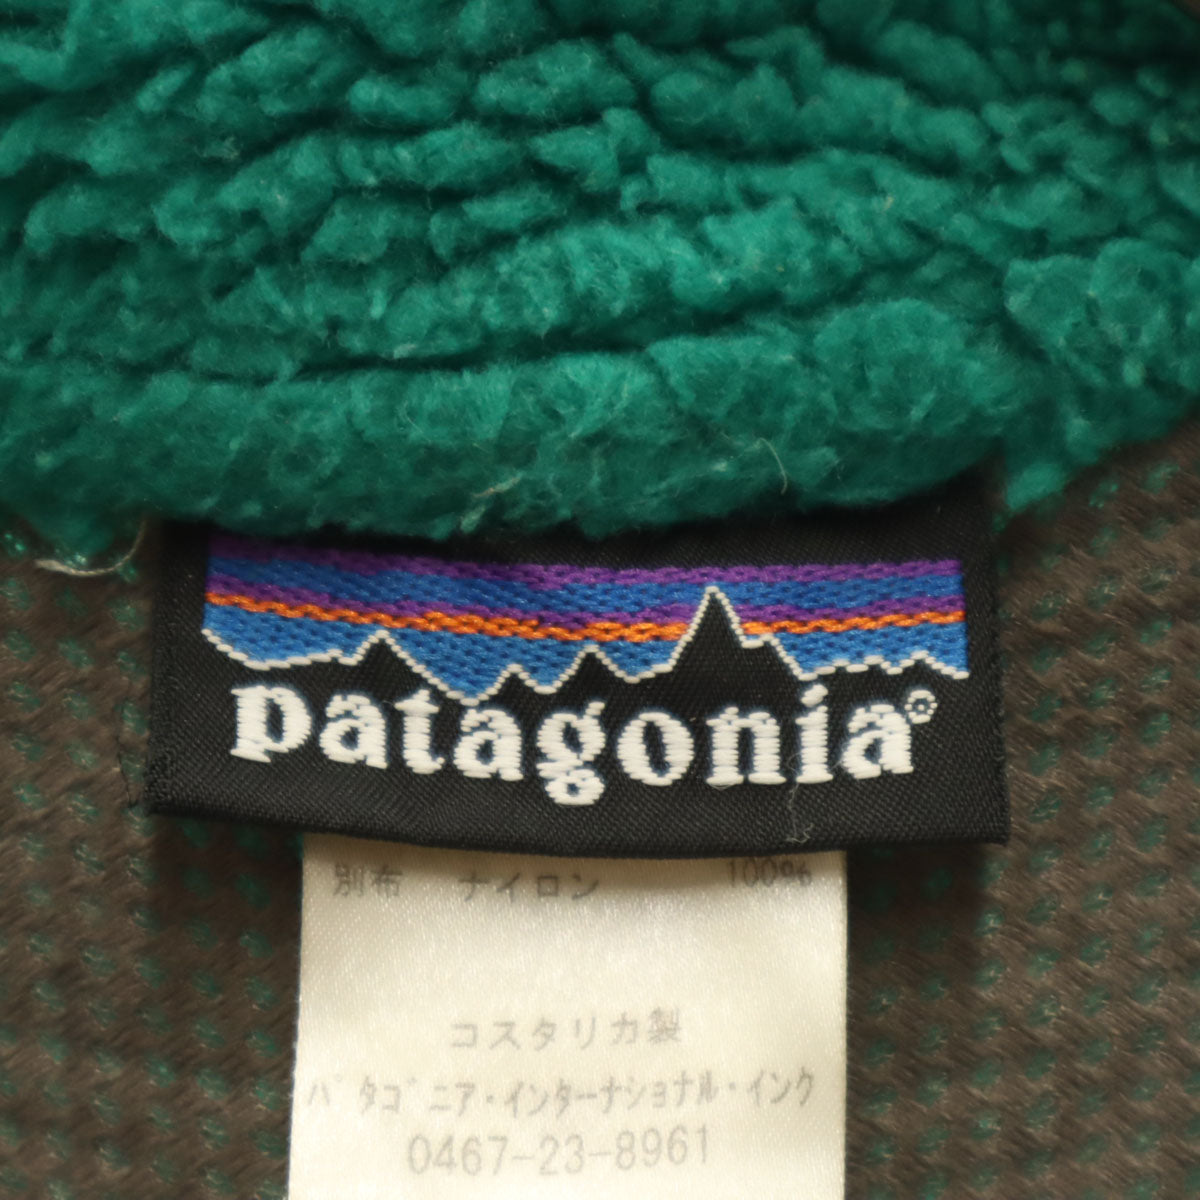 patagonia®
別布 ナイロン 100%
コスタリカ製
パタゴニア・インターナショナル・インク
0467-23-8961